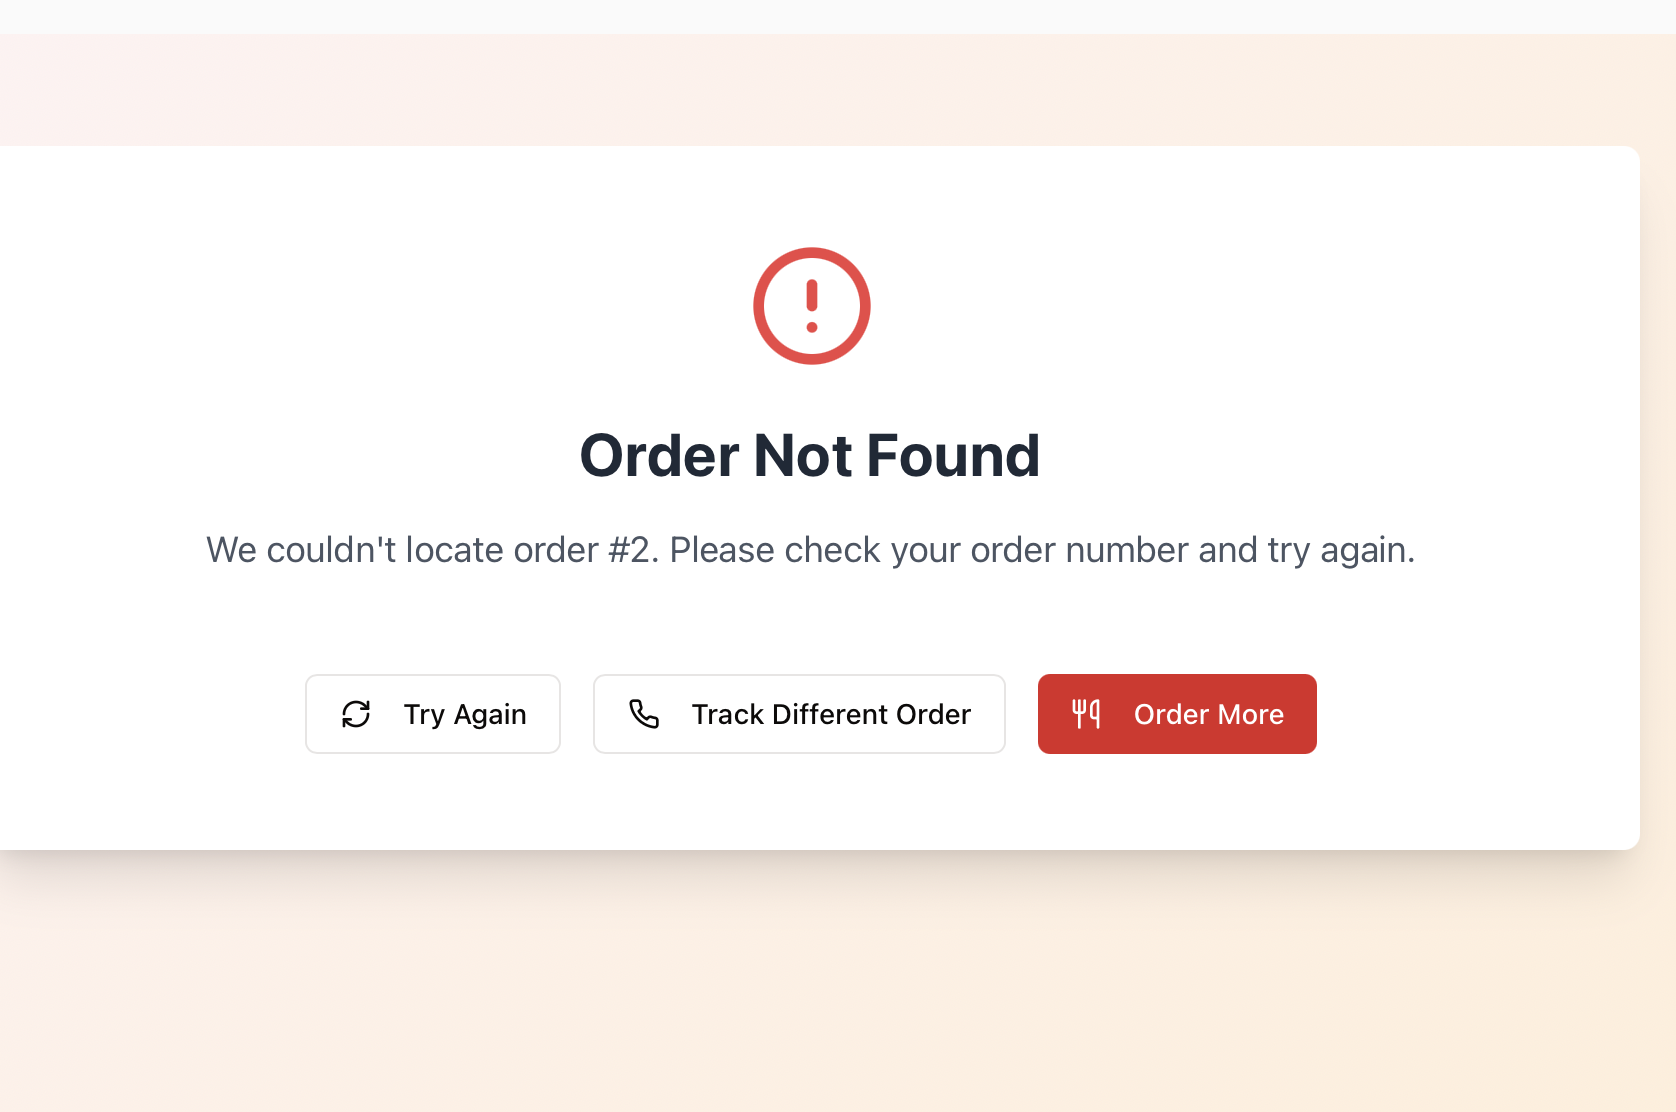 Order Not Found
We couldn't locate order #2. Please check your order number and try again.
Try Again
Track Different Order
Order More